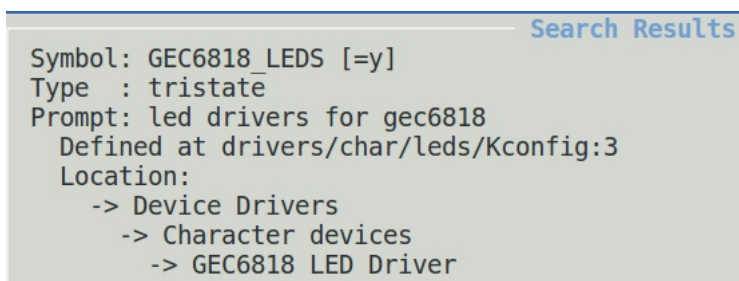 Search Results
Symbol: GEC6818_LEDS [=y]
Type  : tristate
Prompt: led drivers for gec6818
  Defined at drivers/char/leds/Kconfig:3
  Location:
    -> Device Drivers
      -> Character devices
        -> GEC6818 LED Driver